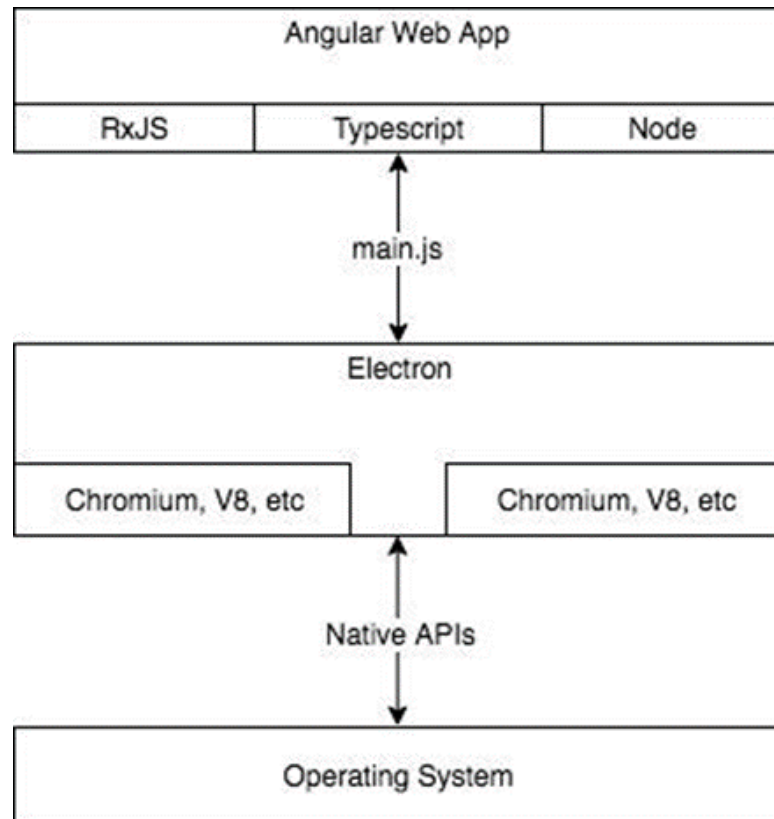 Angular Web App
RxJS Typescript Node
main.js
Electron
Chromium, V8, etc Chromium, V8, etc
Native APIs
Operating System